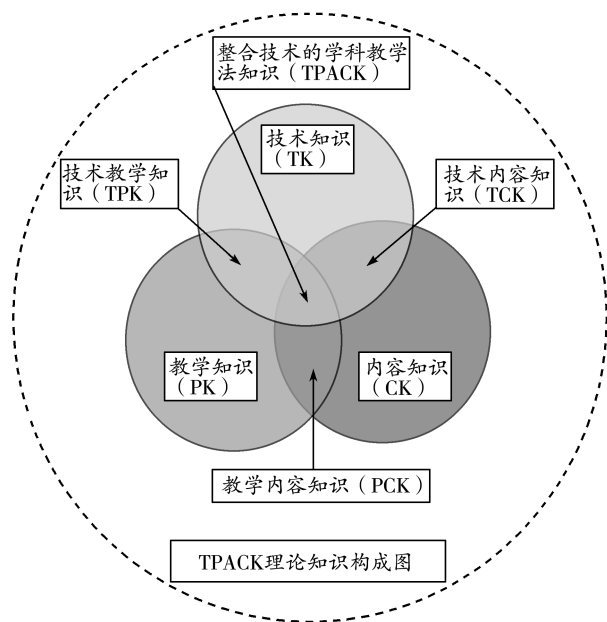 整合技术的学科教学
法知识（TPACK）
技术知识
（TK）
技术教学知
识（TPK）
技术内容知
识（TCK）
教学知识
（PK）
内容知识
（CK）
教学内容知识（PCK）
TPACK理论知识构成图